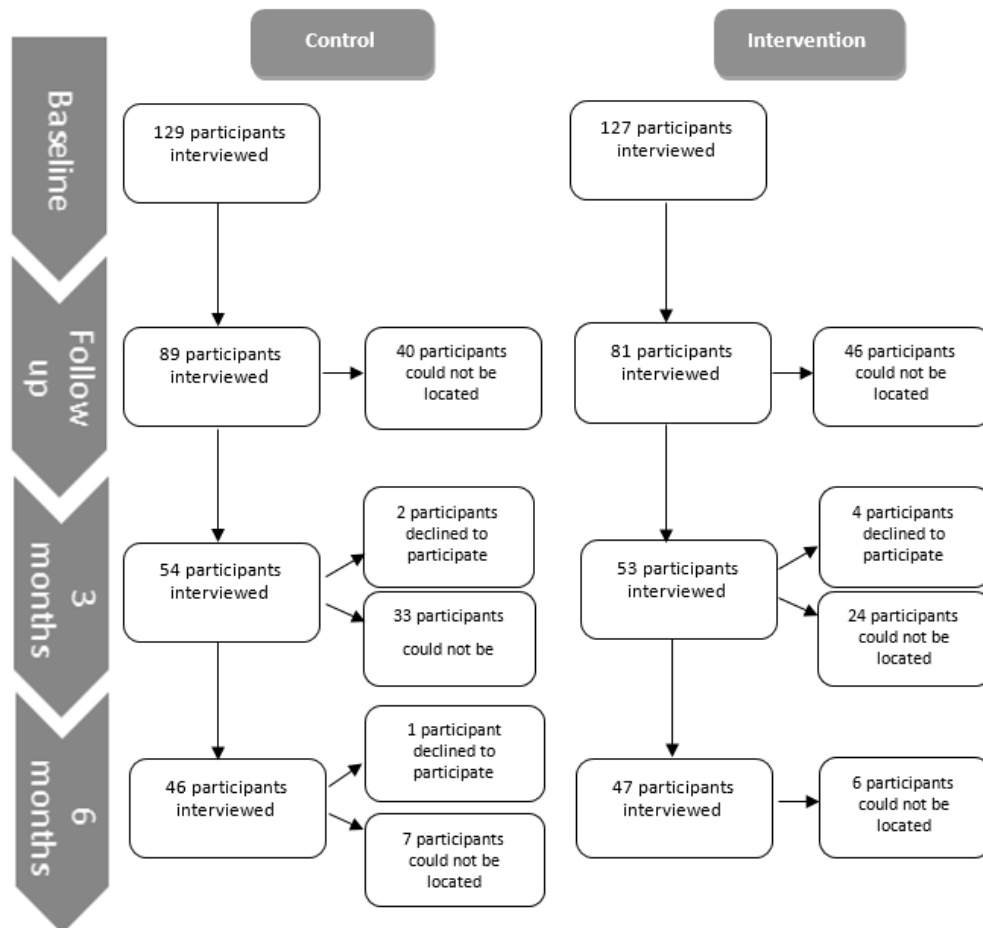 Control
Intervention
Baseline
129 participants
interviewed
127 participants
interviewed
Follow
up
89 participants
interviewed
40 participants
could not be
located
81 participants
interviewed
46 participants
could not be
located
3
months
54 participants
interviewed
2 participants
declined to
participate
33 participants
could not be
53 participants
interviewed
4 participants
declined to
participate
24 participants
could not be
located
6
months
46 participants
interviewed
1 participant
declined to
participate
7 participants
could not be
located
47 participants
interviewed
6 participants
could not be
located